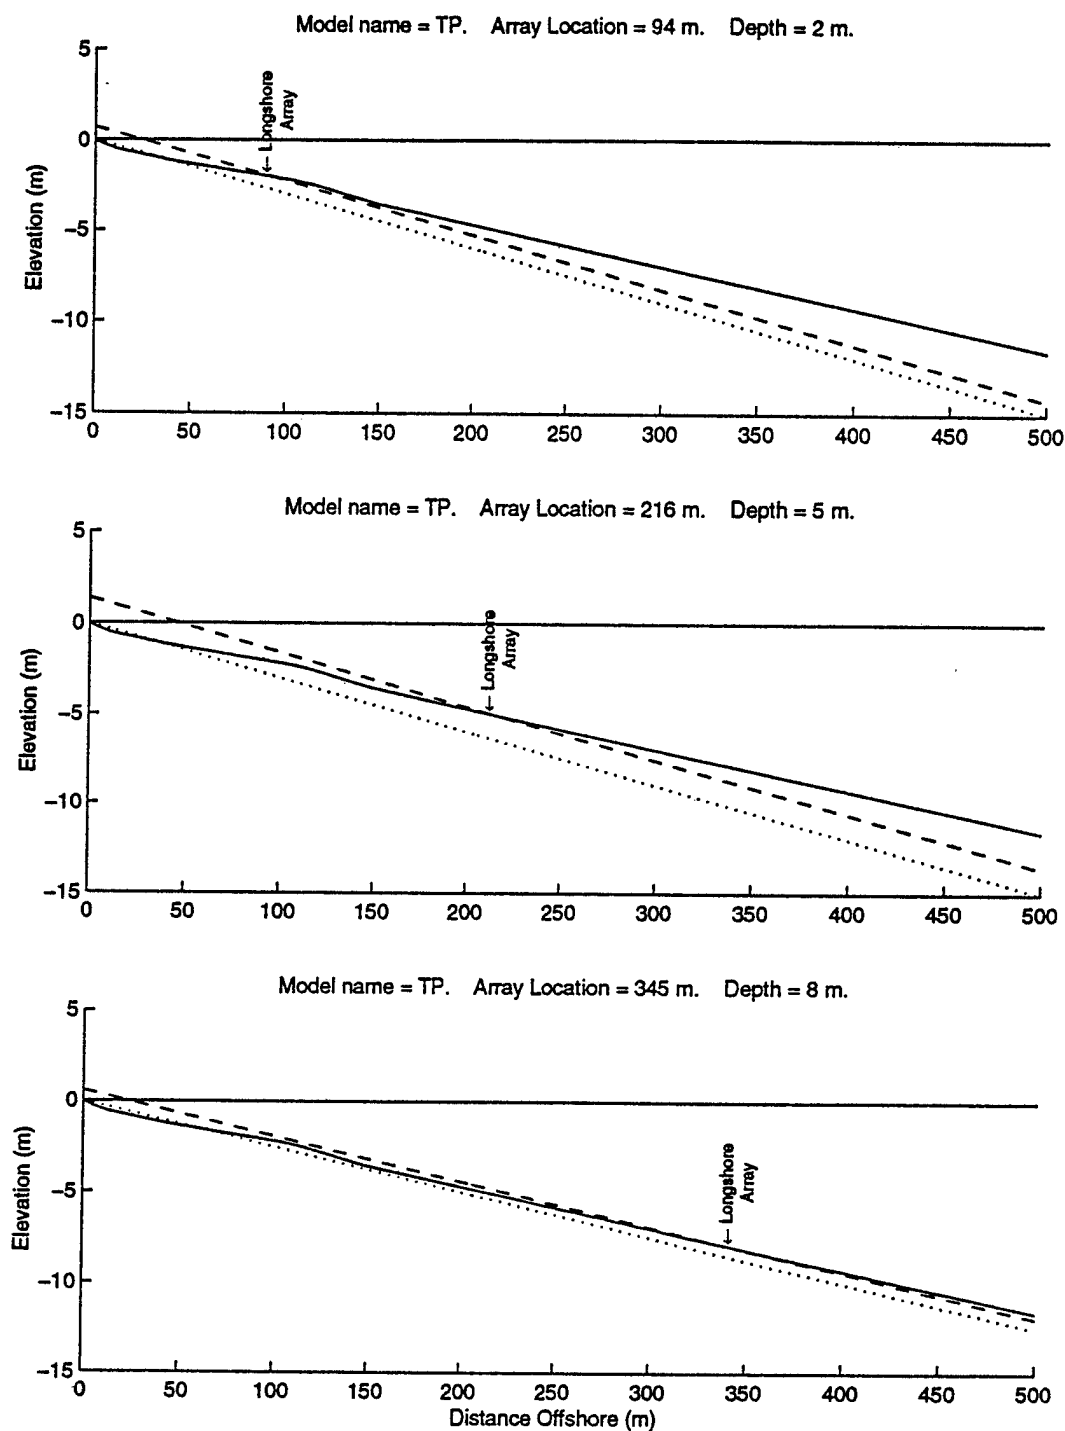 Model name = TP. Array Location = 94 m. Depth = 2 m.
5
0
−5
−10
−15
Elevation (m)
←Longshore
Array
0 50 100 150 200 250 300 350 400 450 500
Model name = TP. Array Location = 216 m. Depth = 5 m.
5
0
−5
−10
−15
Elevation (m)
←Longshore
Array
0 50 100 150 200 250 300 350 400 450 500
Model name = TP. Array Location = 345 m. Depth = 8 m.
5
0
−5
−10
−15
Elevation (m)
←Longshore
Array
0 50 100 150 200 250 300 350 400 450 500
Distance Offshore (m)